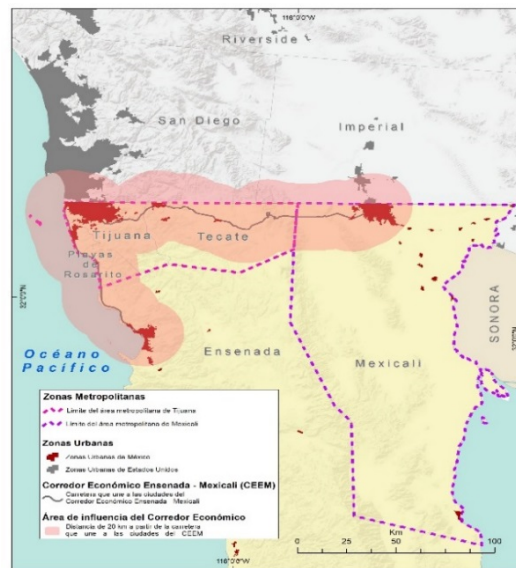 116°0'0"W
Riverside
San Diego
Imperial
Tijuana
Tecate
Playas
de
Rosarito
32°0'0"N
SONORA
Océano
Pacífico
Ensenada
Mexicali
Zonas Metropolitanas
Límite del área metropolitana de Tijuana
Límite del área metropolitana de Mexicali
Zonas Urbanas
Zonas Urbanas de México
Zonas Urbanas de Estados Unidos
Corredor Económico Ensenada - Mexicali (CEEM)
Carretera que une a las ciudades del
Corredor Económico Ensenada - Mexicali
Área de influencia del Corredor Económico
Distancia de 20 km a partir de la carretera
que une a las ciudades del CEEM
Km
0 25 50 100